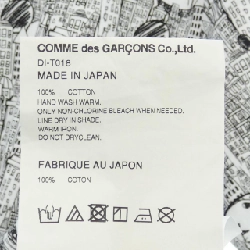 COMME des GARÇONS Co.,Ltd.
DI-T018
MADE IN JAPAN
100% COTTON
HAND WASH WARM.
ONLY NON-CHLORINE BLEACH WHEN NEEDED.
LINE DRY IN SHADE.
WARM IRON.
DO NOT DRYCLEAN.
FABRIQUE AU JAPON
100% COTON